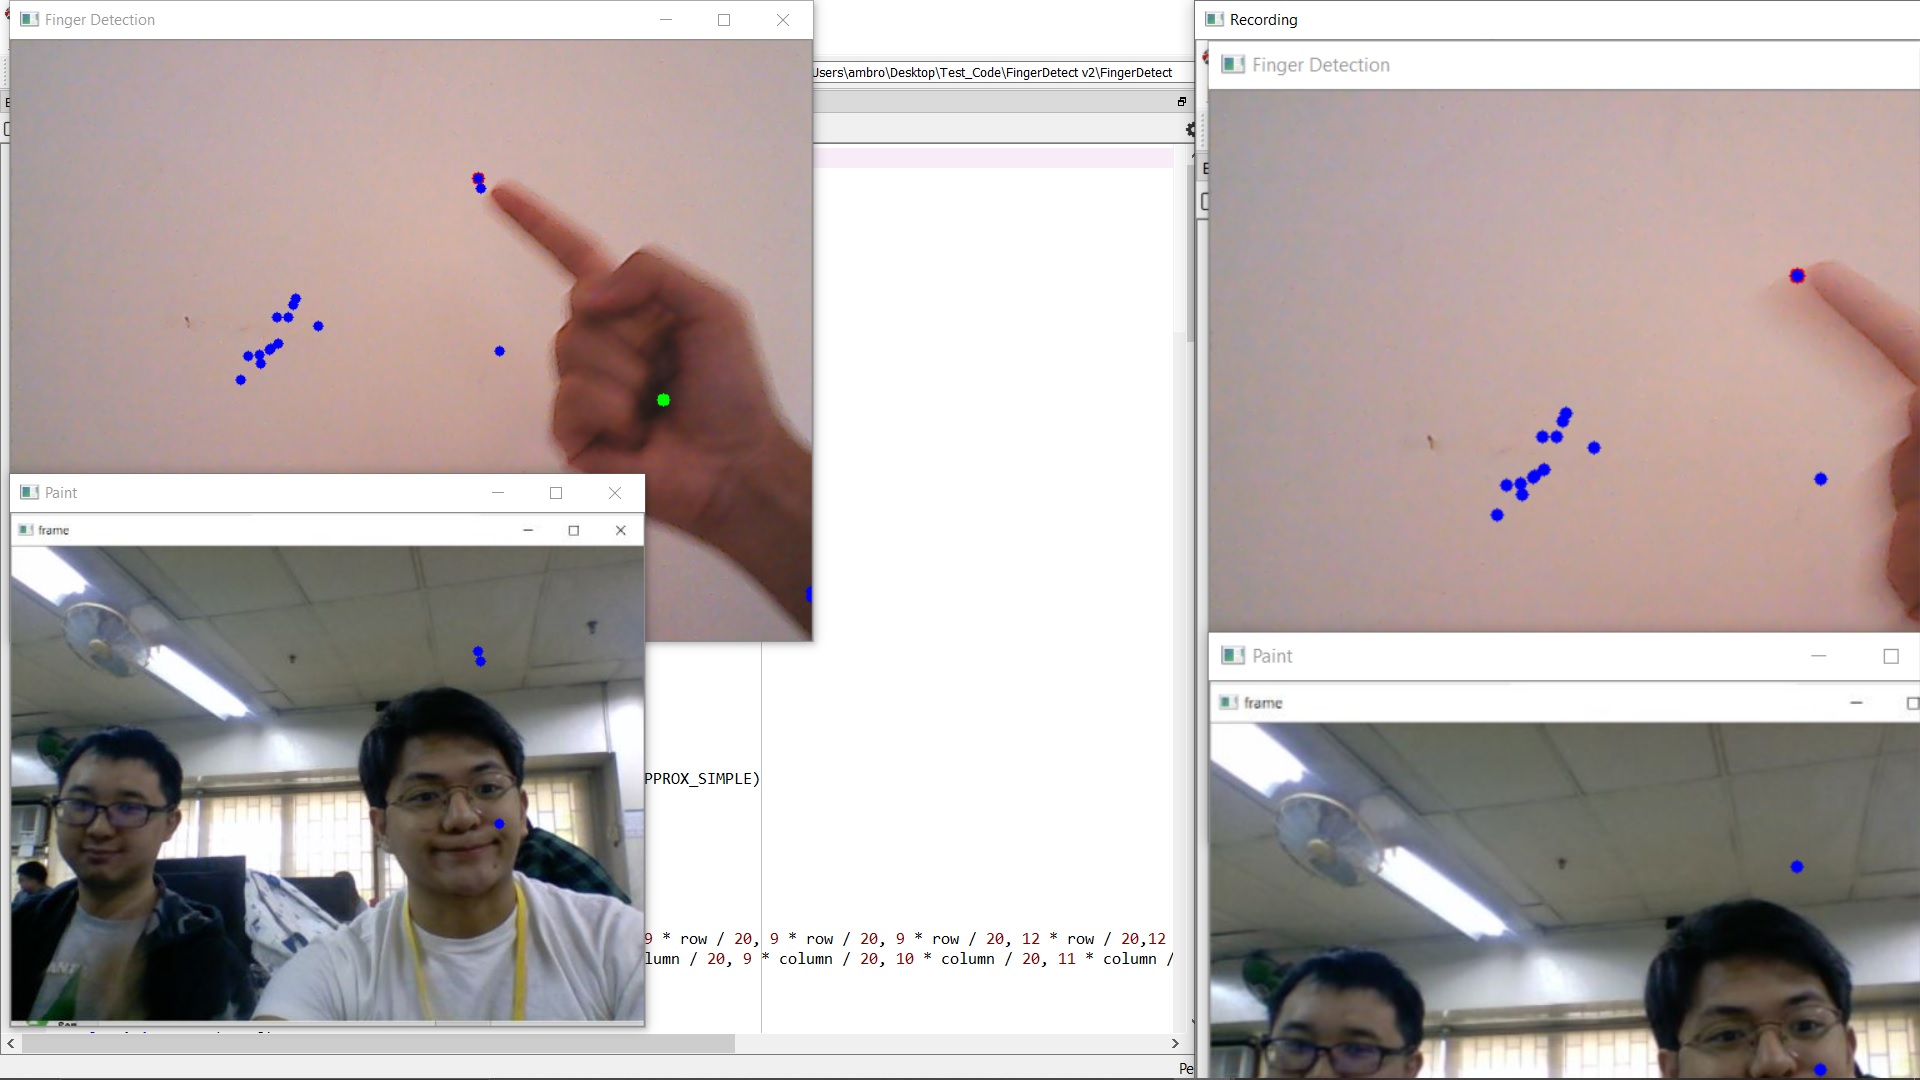 Finger Detection
Users\ambro\Desktop\Test_Code\FingerDetect v2\FingerDetect
Paint
frame
PPROX_SIMPLE)
9 * row / 20, 9 * row / 20, 9 * row / 20, 12 * row / 20,12
lumn / 20, 9 * column / 20, 10 * column / 20, 11 * column /
Pe
Recording
Finger Detection
Paint
frame